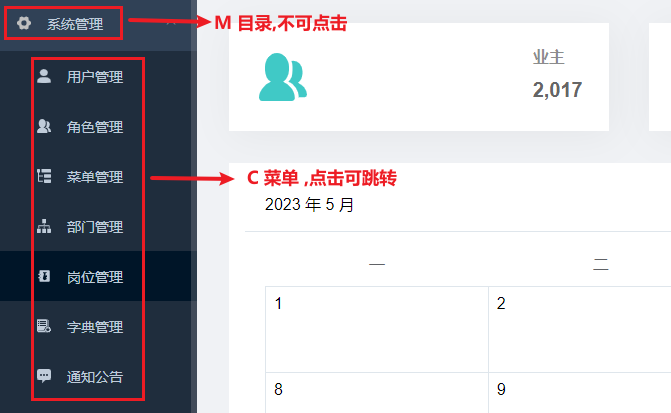 系统管理
M 目录,不可点击
用户管理
业主
2,017
角色管理
菜单管理
C 菜单 ,点击可跳转
2023 年 5 月
部门管理
一
二
岗位管理
1
2
字典管理
通知公告
8
9